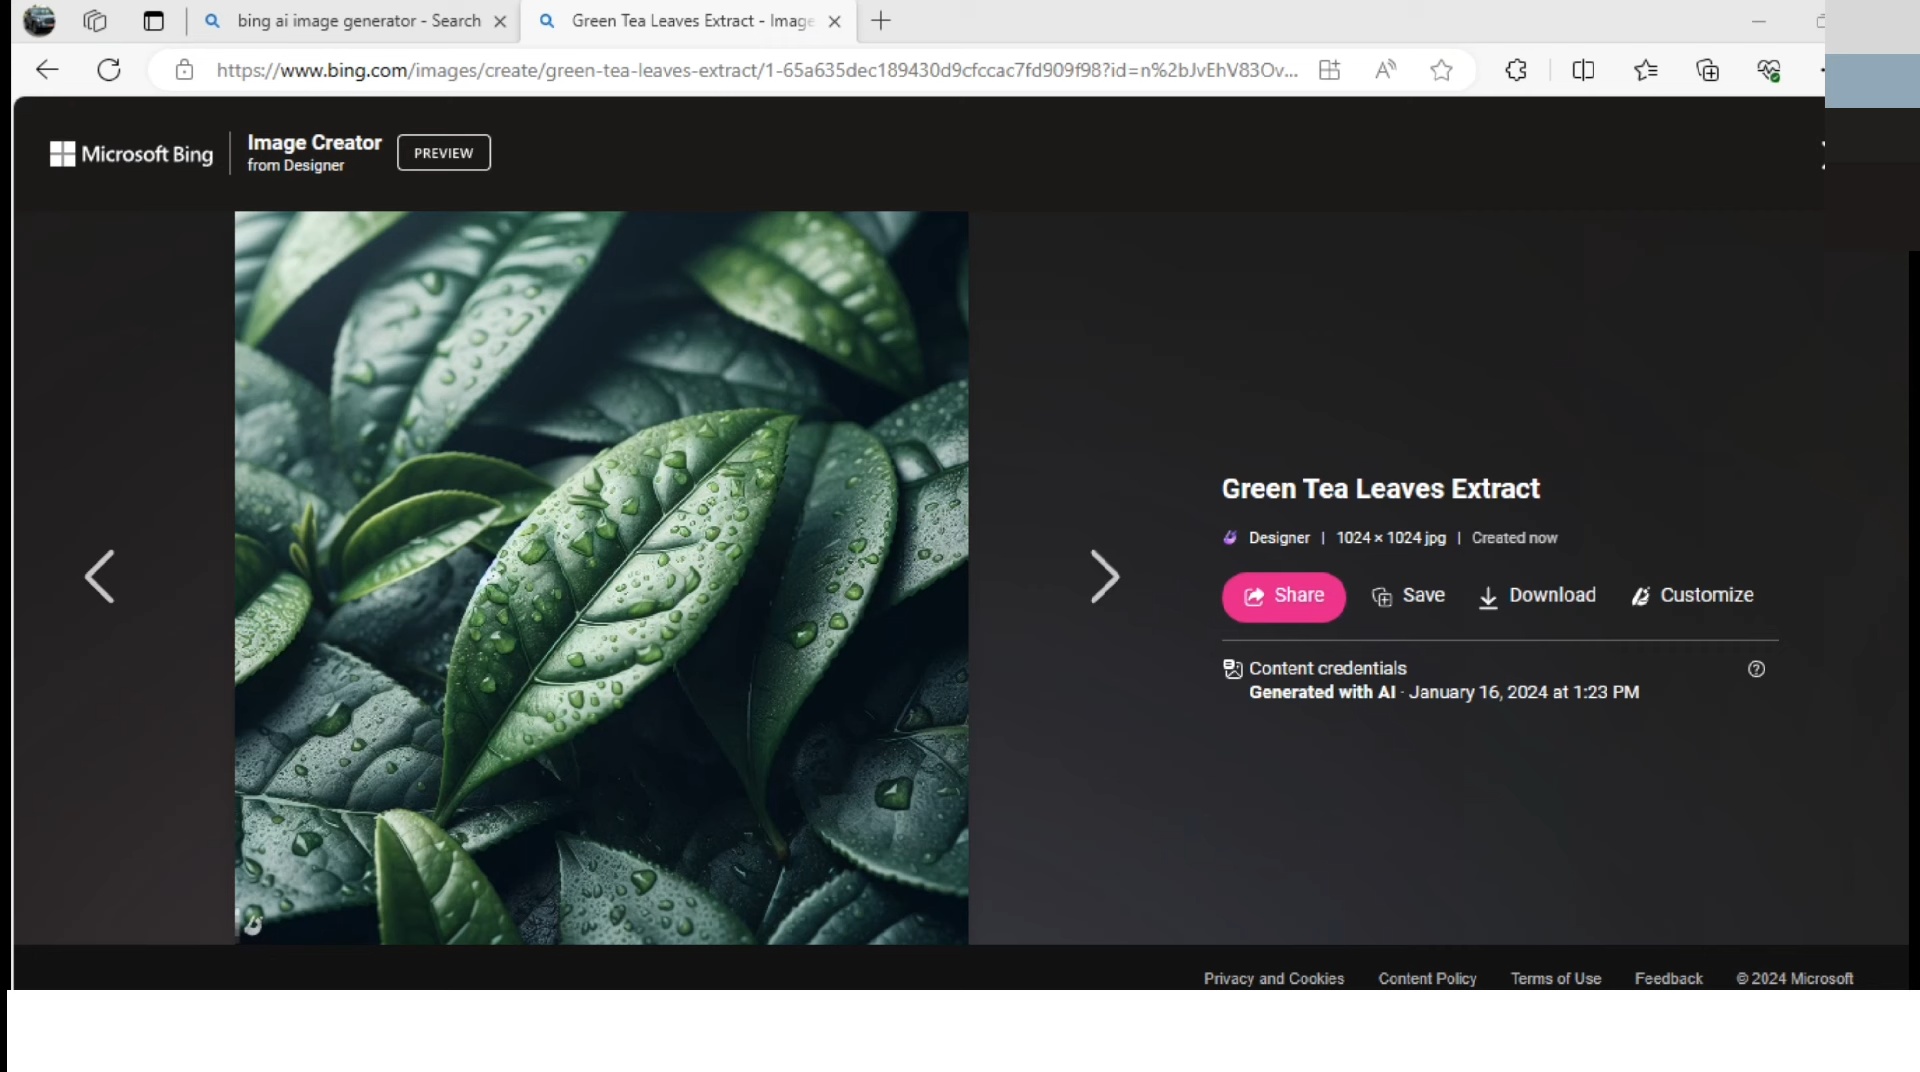 bing ai image generator - Search
Green Tea Leaves Extract - Image
https://www.bing.com/images/create/green-tea-leaves-extract/1-65a635dec189430d9cfccac7fd909f98?id=n%2bJvEhV83Ov...
Microsoft Bing
Image Creator
from Designer
PREVIEW
Green Tea Leaves Extract
Designer | 1024 × 1024 jpg | Created now
Share Save Download Customize
Content credentials
Generated with AI · January 16, 2024 at 1:23 PM
Privacy and Cookies Content Policy Terms of Use Feedback © 2024 Microsoft